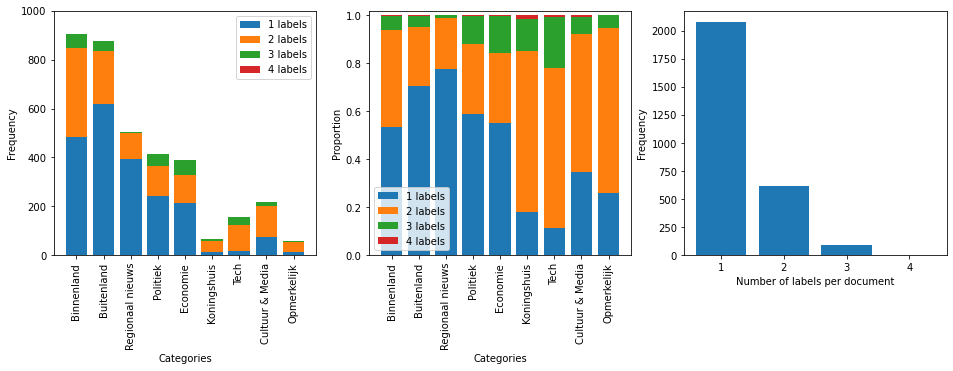 1000
800
600
400
200
0
Frequency
1 labels
2 labels
3 labels
4 labels
Binnenland
Buitenland
Regionaal nieuws
Politiek
Economie
Koningshuis
Tech
Cultuur & Media
Opmerkelijk
Categories
1.0
0.8
0.6
0.4
0.2
0.0
Proportion
1 labels
2 labels
3 labels
4 labels
Binnenland
Buitenland
Regionaal nieuws
Politiek
Economie
Koningshuis
Tech
Cultuur & Media
Opmerkelijk
Categories
2000
1750
1500
1250
1000
750
500
250
0
Frequency
1 2 3 4
Number of labels per document